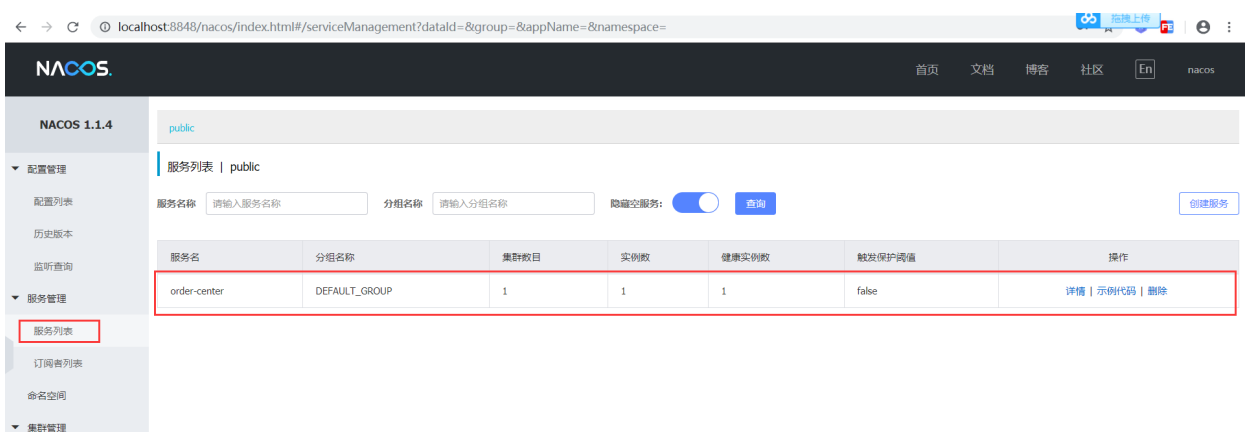 localhost:8848/nacos/index.html#/serviceManagement?dataId=&group=&appName=&namespace=
拖拽上传
NACOS.
首页 文档 博客 社区 En nacos
NACOS 1.1.4
public
配置管理
服务列表 | public
配置列表
服务名称 请输入服务名称 分组名称 请输入分组名称 隐藏空服务: 查询 创建服务
历史版本
服务名 分组名称 集群数目 实例数 健康实例数 触发保护阈值 操作
监听查询
order-center DEFAULT_GROUP 1 1 1 false 详情 | 示例代码 | 删除
服务管理
服务列表
订阅者列表
命名空间
集群管理